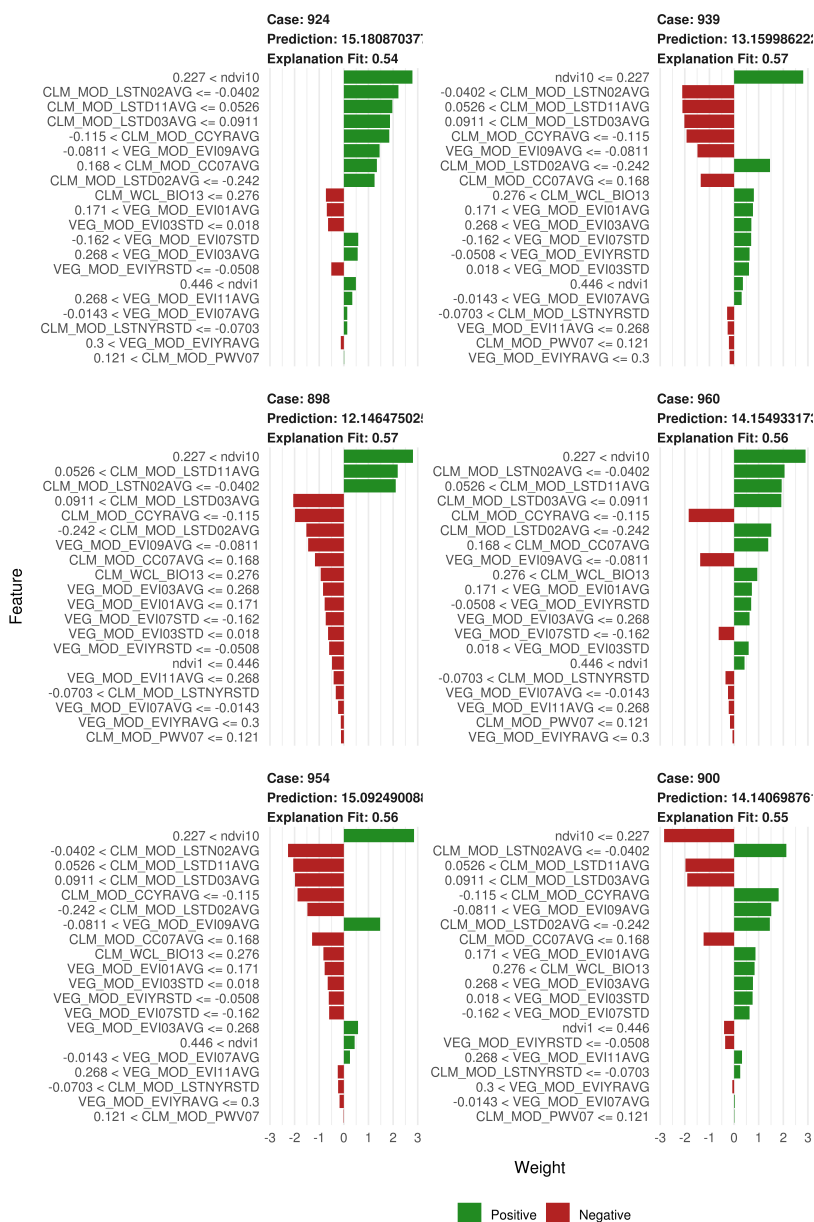 Case: 924
Prediction: 15.180870377
Explanation Fit: 0.54
0.227 < ndvi10
CLM_MOD_LSTN02AVG <= -0.0402
CLM_MOD_LSTD11AVG <= 0.0526
CLM_MOD_LSTD03AVG <= 0.0911
-0.115 < CLM_MOD_CCYRAVG
-0.0811 < VEG_MOD_EVI09AVG
0.168 < CLM_MOD_CC07AVG
CLM_MOD_LSTD02AVG <= -0.242
CLM_WCL_BIO13 <= 0.276
0.171 < VEG_MOD_EVI01AVG
VEG_MOD_EVI03STD <= 0.018
-0.162 < VEG_MOD_EVI07STD
0.268 < VEG_MOD_EVI03AVG
VEG_MOD_EVIYRSTD <= -0.0508
0.446 < ndvi1
0.268 < VEG_MOD_EVI11AVG
-0.0143 < VEG_MOD_EVI07AVG
CLM_MOD_LSTNYRSTD <= -0.0703
0.3 < VEG_MOD_EVIYRAVG
0.121 < CLM_MOD_PWV07
Case: 939
Prediction: 13.159986222
Explanation Fit: 0.57
ndvi10 <= 0.227
-0.0402 < CLM_MOD_LSTN02AVG
0.0526 < CLM_MOD_LSTD11AVG
0.0911 < CLM_MOD_LSTD03AVG
CLM_MOD_CCYRAVG <= -0.115
VEG_MOD_EVI09AVG <= -0.0811
CLM_MOD_LSTD02AVG <= -0.242
CLM_MOD_CC07AVG <= 0.168
0.276 < CLM_WCL_BIO13
0.171 < VEG_MOD_EVI01AVG
0.268 < VEG_MOD_EVI03AVG
-0.162 < VEG_MOD_EVI07STD
-0.0508 < VEG_MOD_EVIYRSTD
0.018 < VEG_MOD_EVI03STD
0.446 < ndvi1
-0.0143 < VEG_MOD_EVI07AVG
-0.0703 < CLM_MOD_LSTNYRSTD
VEG_MOD_EVI11AVG <= 0.268
CLM_MOD_PWV07 <= 0.121
VEG_MOD_EVIYRAVG <= 0.3
Case: 898
Prediction: 12.146475025
Explanation Fit: 0.57
0.227 < ndvi10
0.0526 < CLM_MOD_LSTD11AVG
CLM_MOD_LSTN02AVG <= -0.0402
0.0911 < CLM_MOD_LSTD03AVG
CLM_MOD_CCYRAVG <= -0.115
-0.242 < CLM_MOD_LSTD02AVG
VEG_MOD_EVI09AVG <= -0.0811
CLM_MOD_CC07AVG <= 0.168
CLM_WCL_BIO13 <= 0.276
VEG_MOD_EVI03AVG <= 0.268
VEG_MOD_EVI01AVG <= 0.171
VEG_MOD_EVI07STD <= -0.162
VEG_MOD_EVI03STD <= 0.018
VEG_MOD_EVIYRSTD <= -0.0508
ndvi1 <= 0.446
VEG_MOD_EVI11AVG <= 0.268
-0.0703 < CLM_MOD_LSTNYRSTD
VEG_MOD_EVI07AVG <= -0.0143
VEG_MOD_EVIYRAVG <= 0.3
CLM_MOD_PWV07 <= 0.121
Case: 960
Prediction: 14.154933173
Explanation Fit: 0.56
0.227 < ndvi10
CLM_MOD_LSTN02AVG <= -0.0402
0.0526 < CLM_MOD_LSTD11AVG
CLM_MOD_LSTD03AVG <= 0.0911
CLM_MOD_CCYRAVG <= -0.115
CLM_MOD_LSTD02AVG <= -0.242
0.168 < CLM_MOD_CC07AVG
VEG_MOD_EVI09AVG <= -0.0811
0.276 < CLM_WCL_BIO13
0.171 < VEG_MOD_EVI01AVG
-0.0508 < VEG_MOD_EVIYRSTD
VEG_MOD_EVI03AVG <= 0.268
VEG_MOD_EVI07STD <= -0.162
0.018 < VEG_MOD_EVI03STD
0.446 < ndvi1
-0.0703 < CLM_MOD_LSTNYRSTD
VEG_MOD_EVI07AVG <= -0.0143
VEG_MOD_EVI11AVG <= 0.268
CLM_MOD_PWV07 <= 0.121
VEG_MOD_EVIYRAVG <= 0.3
Case: 954
Prediction: 15.092490088
Explanation Fit: 0.56
0.227 < ndvi10
-0.0402 < CLM_MOD_LSTN02AVG
0.0526 < CLM_MOD_LSTD11AVG
0.0911 < CLM_MOD_LSTD03AVG
CLM_MOD_CCYRAVG <= -0.115
-0.242 < CLM_MOD_LSTD02AVG
-0.0811 < VEG_MOD_EVI09AVG
CLM_MOD_CC07AVG <= 0.168
CLM_WCL_BIO13 <= 0.276
VEG_MOD_EVI01AVG <= 0.171
VEG_MOD_EVI03STD <= 0.018
VEG_MOD_EVIYRSTD <= -0.0508
VEG_MOD_EVI07STD <= -0.162
VEG_MOD_EVI03AVG <= 0.268
0.446 < ndvi1
-0.0143 < VEG_MOD_EVI07AVG
0.268 < VEG_MOD_EVI11AVG
-0.0703 < CLM_MOD_LSTNYRSTD
VEG_MOD_EVIYRAVG <= 0.3
0.121 < CLM_MOD_PWV07
-3 -2 -1 0 1 2 3
Case: 900
Prediction: 14.140698761
Explanation Fit: 0.55
ndvi10 <= 0.227
CLM_MOD_LSTN02AVG <= -0.0402
0.0526 < CLM_MOD_LSTD11AVG
0.0911 < CLM_MOD_LSTD03AVG
-0.115 < CLM_MOD_CCYRAVG
-0.0811 < VEG_MOD_EVI09AVG
CLM_MOD_LSTD02AVG <= -0.242
CLM_MOD_CC07AVG <= 0.168
0.171 < VEG_MOD_EVI01AVG
0.276 < CLM_WCL_BIO13
0.268 < VEG_MOD_EVI03AVG
0.018 < VEG_MOD_EVI03STD
-0.162 < VEG_MOD_EVI07STD
ndvi1 <= 0.446
VEG_MOD_EVIYRSTD <= -0.0508
0.268 < VEG_MOD_EVI11AVG
CLM_MOD_LSTNYRSTD <= -0.0703
0.3 < VEG_MOD_EVIYRAVG
-0.0143 < VEG_MOD_EVI07AVG
CLM_MOD_PWV07 <= 0.121
-3 -2 -1 0 1 2 3
Feature
Weight
Positive Negative